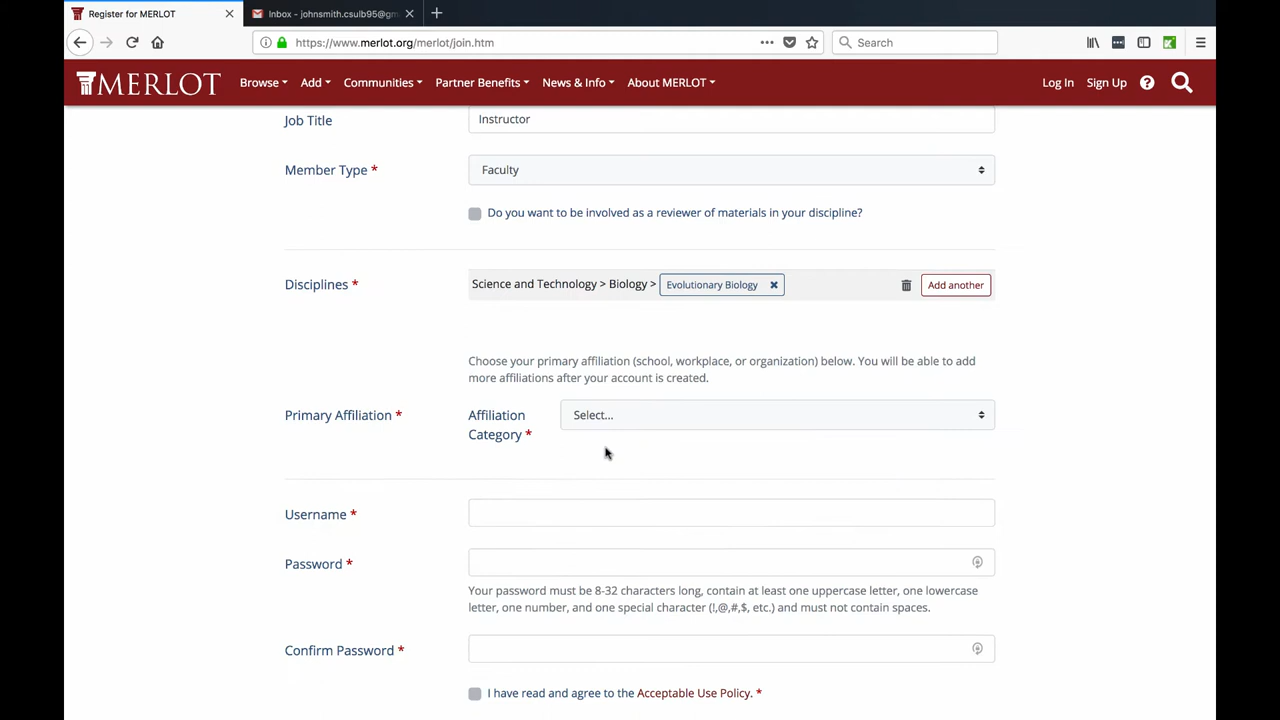 Register for MERLOT
Inbox - johnsmith.csulb95@gm
https://www.merlot.org/merlot/join.htm
Search
MERLOT
Browse
Add
Communities
Partner Benefits
News & Info
About MERLOT
Log In
Sign Up
Job Title
Instructor
Member Type *
Faculty
Do you want to be involved as a reviewer of materials in your discipline?
Disciplines *
Science and Technology > Biology > Evolutionary Biology
Add another
Choose your primary affiliation (school, workplace, or organization) below. You will be able to add
more affiliations after your account is created.
Primary Affiliation *
Affiliation
Category *
Select...
Username *
Password *
Your password must be 8-32 characters long, contain at least one uppercase letter, one lowercase
letter, one number, and one special character (!,@,#,$, etc.) and must not contain spaces.
Confirm Password *
I have read and agree to the Acceptable Use Policy. *